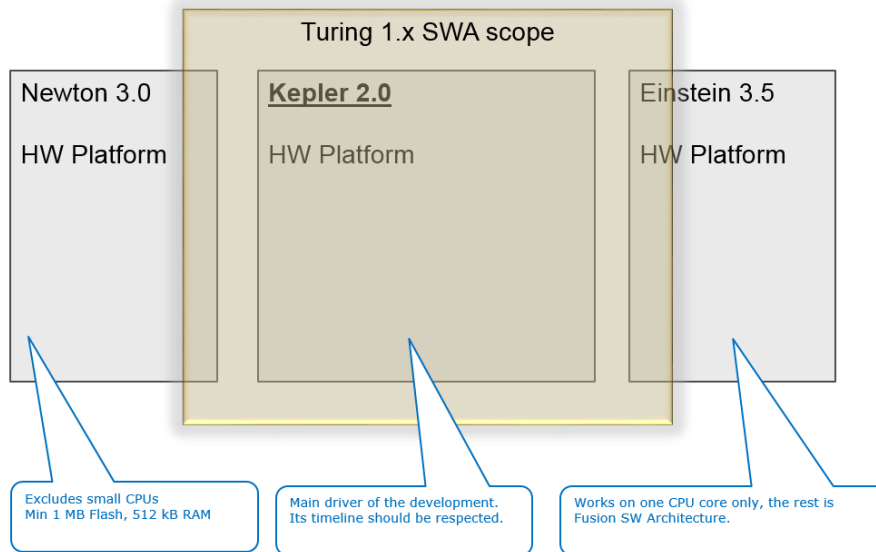 Turing 1.x SWA scope
Newton 3.0
HW Platform
Kepler 2.0
HW Platform
Einstein 3.5
HW Platform
Excludes small CPUs
Min 1 MB Flash, 512 kB RAM
Main driver of the development.
Its timeline should be respected.
Works on one CPU core only, the rest is
Fusion SW Architecture.